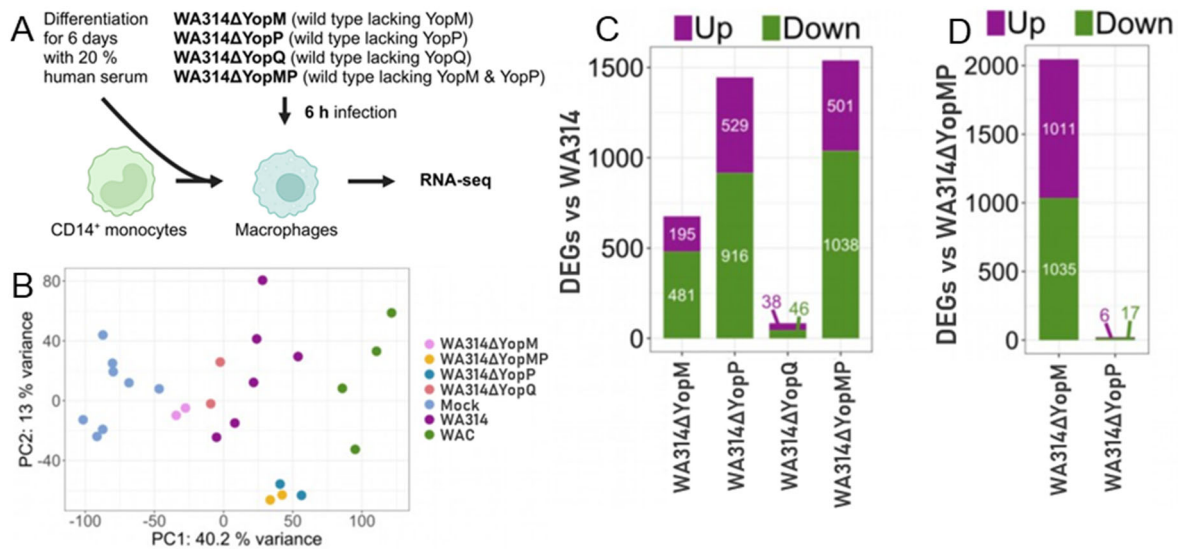 A
Differentiation
for 6 days
with 20 %
human serum
WA314ΔYopM (wild type lacking YopM)
WA314ΔYopP (wild type lacking YopP)
WA314ΔYopQ (wild type lacking YopQ)
WA314ΔYopMP (wild type lacking YopM & YopP)
6 h infection
RNA-seq
CD14⁺ monocytes
Macrophages
B
PC2: 13 % variance
80
40
0
-40
-100
-50
0
50
100
PC1: 40.2 % variance
WA314ΔYopM
WA314ΔYopMP
WA314ΔYopP
WA314ΔYopQ
Mock
WA314
WAC
C
Up
Down
DEGs vs WA314
1500
1000
500
0
195
481
529
916
38
46
501
1038
WA314ΔYopM
WA314ΔYopP
WA314ΔYopQ
WA314ΔYopMP
D
Up
Down
DEGs vs WA314ΔYopMP
2000
1500
1000
500
0
1011
1035
6
17
WA314ΔYopM
WA314ΔYopP